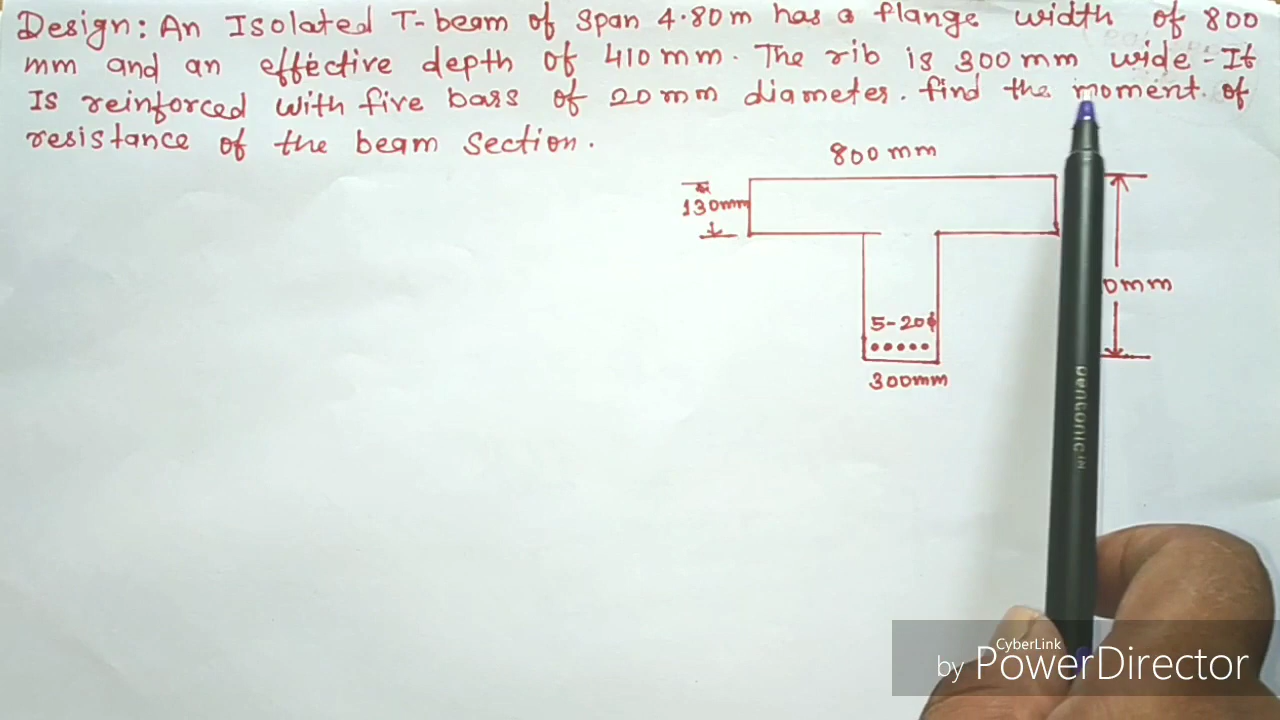 Design: An Isolated T-beam of span 4.80m has a flange width of 800
mm and an effective depth of 410mm. The rib is 300mm wide - It
Is reinforced with five bars of 20mm diameter. find the moment of
resistance of the beam section.
800 mm
130mm
0mm
5-20ϕ
300mm
pentonic
CyberLink
by PowerDirector